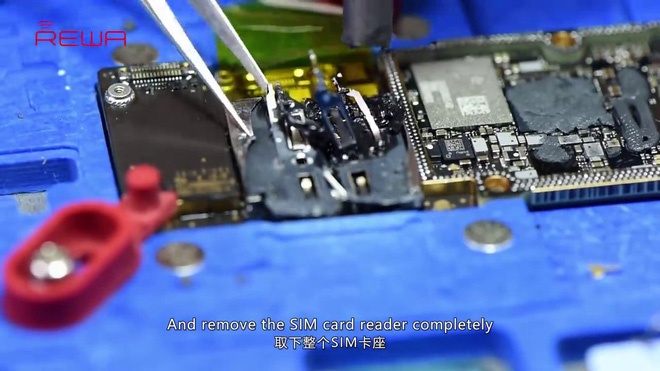 REWA
And remove the SIM card reader completely
取下整个SIM卡座